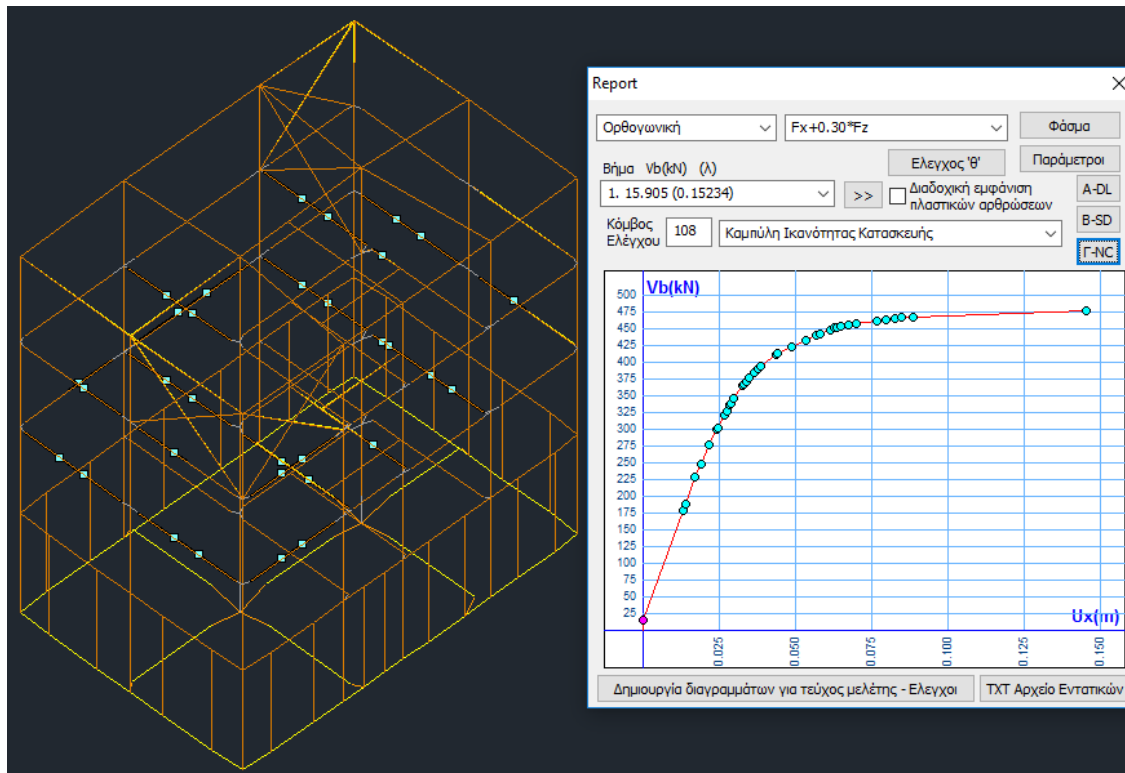 Report
Ορθογωνική Fx+0.30*Fz Φάσμα
Ελεγχος 'θ' Παράμετροι
Βήμα Vb(kN) (λ)
1. 15.905 (0.15234) >> Διαδοχική εμφάνιση πλαστικών αρθρώσεων A-DL
Κόμβος Ελέγχου 108 Καμπύλη Ικανότητας Κατασκευής B-SD
Γ-NC
Vb(kN)
500
475
450
425
400
375
350
325
300
275
250
225
200
175
150
125
100
75
50
25
Ux(m)
0.025 0.050 0.075 0.100 0.125 0.150
Δημιουργία διαγραμμάτων για τεύχος μελέτης - Ελεγχοι TXT Αρχείο Εντατικών